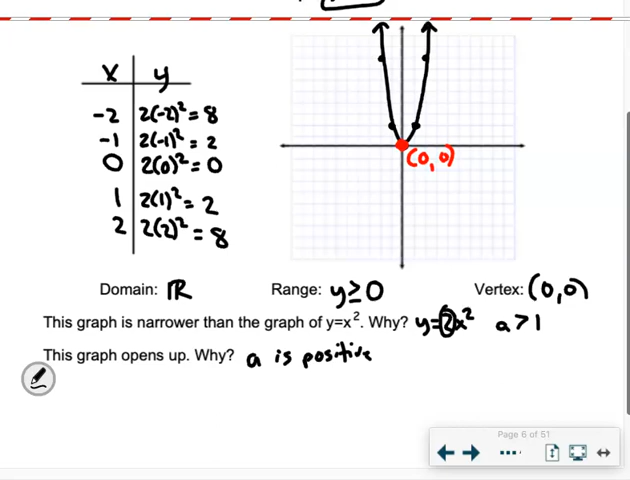 x y
-2 2(-2)² = 8
-1 2(-1)² = 2
0 2(0)² = 0
1 2(1)² = 2
2 2(2)² = 8
(0,0)
Domain: ℝ Range: y ≥ 0 Vertex: (0,0)
This graph is narrower than the graph of y=x². Why? y=2x² a > 1
This graph opens up. Why? a is positive
Page 6 of 51